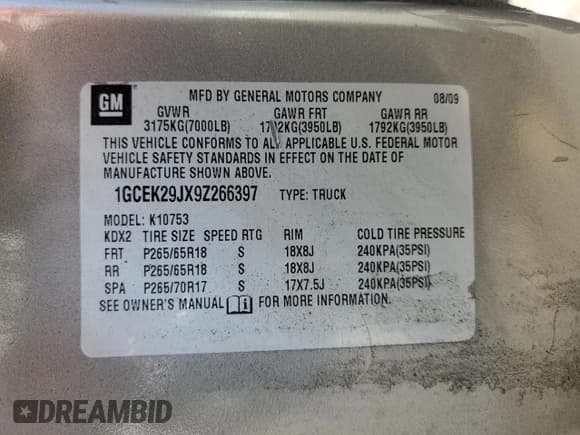 GM
MFD BY GENERAL MOTORS COMPANY 08/09
GVWR GAWR FRT GAWR RR
3175KG(7000LB) 1792KG(3950LB) 1792KG(3950LB)
THIS VEHICLE CONFORMS TO ALL APPLICABLE U.S. FEDERAL MOTOR
VEHICLE SAFETY STANDARDS IN EFFECT ON THE DATE OF
MANUFACTURE SHOWN ABOVE.
1GCEK29JX9Z266397 TYPE: TRUCK
MODEL: K10753
KDX2 TIRE SIZE SPEED RTG RIM COLD TIRE PRESSURE
FRT P265/65R18 S 18X8J 240KPA(35PSI)
RR P265/65R18 S 18X8J 240KPA(35PSI)
SPA P265/70R17 S 17X7.5J 240KPA(35PSI)
SEE OWNER'S MANUAL FOR MORE INFORMATION.
DREAMBID